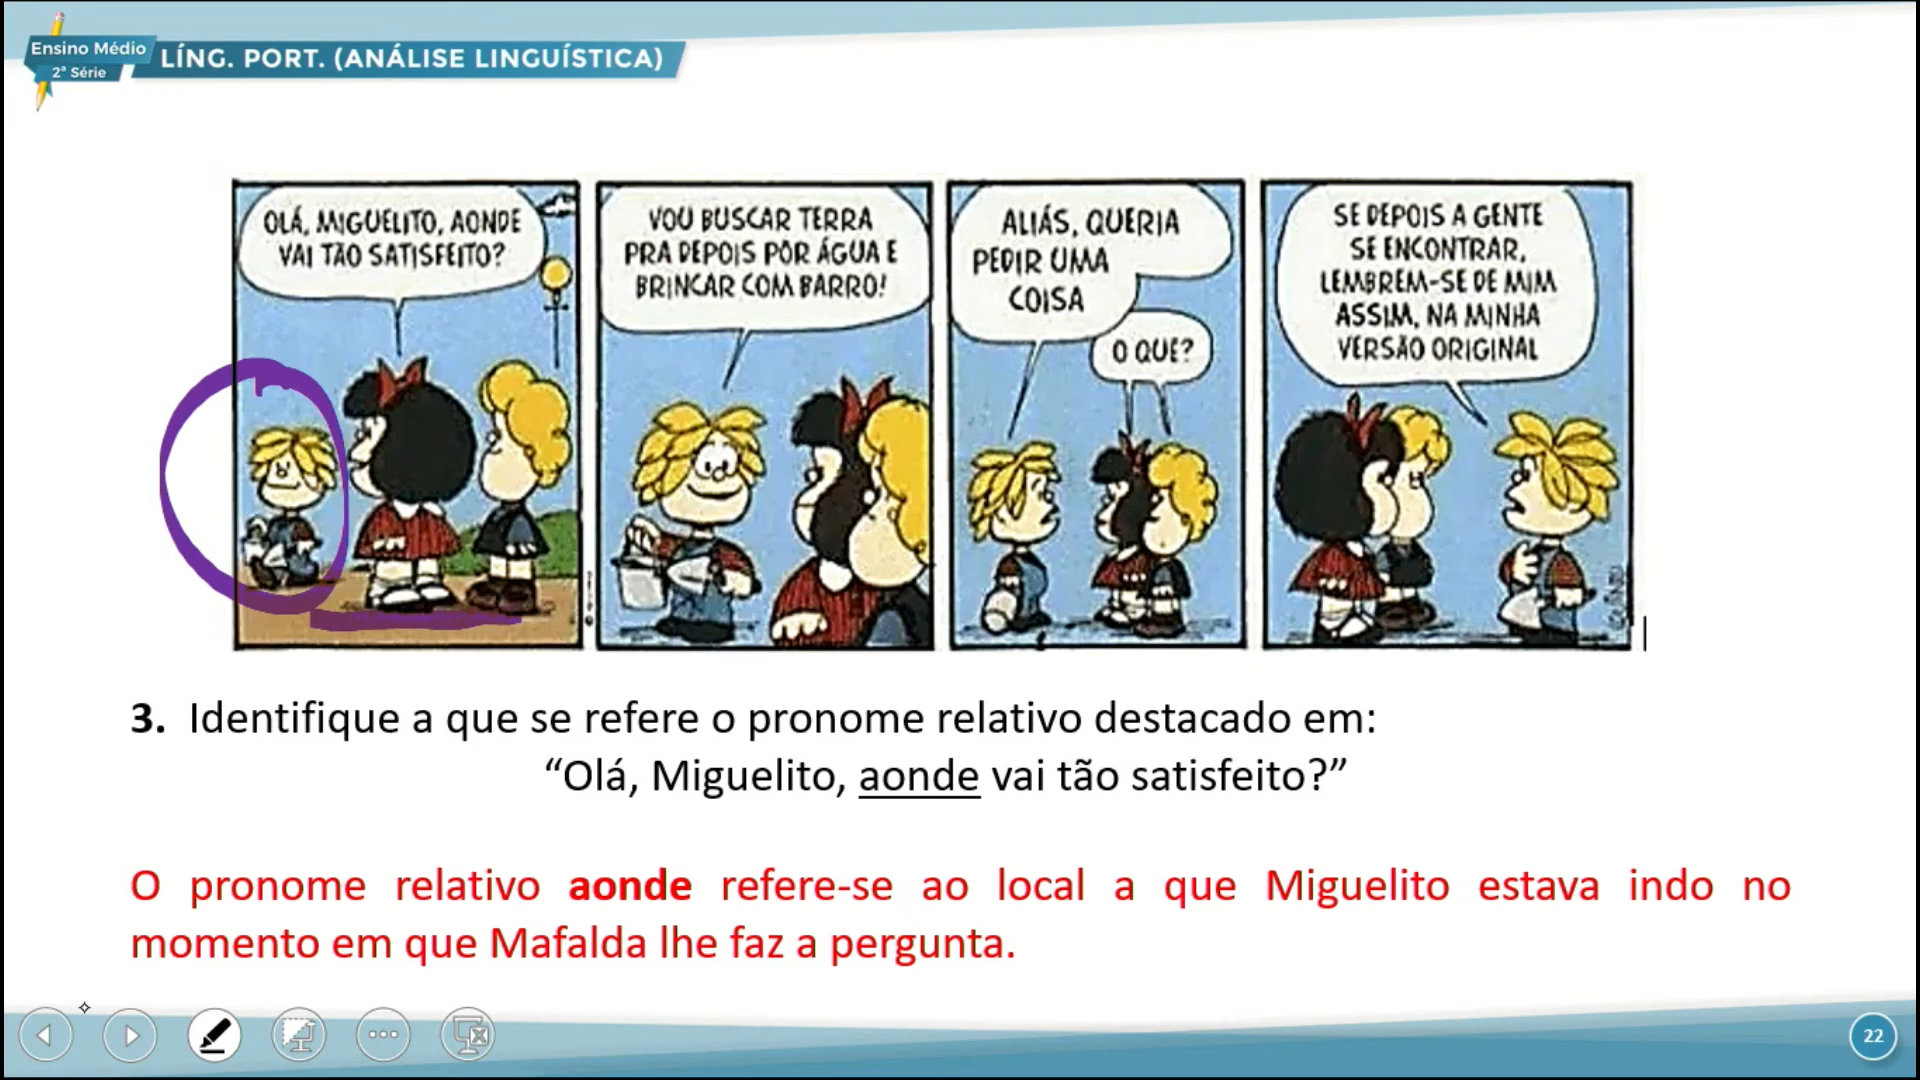 Ensino Médio
2ª Série
LÍNG. PORT. (ANÁLISE LINGUÍSTICA)
OLÁ, MIGUELITO, AONDE
VAI TÃO SATISFEITO?
VOU BUSCAR TERRA
PRA DEPOIS PÔR ÁGUA E
BRINCAR COM BARRO!
ALIÁS, QUERIA
PEDIR UMA
COISA
O QUE?
SE DEPOIS A GENTE
SE ENCONTRAR,
LEMBREM-SE DE MIM
ASSIM, NA MINHA
VERSÃO ORIGINAL
3. Identifique a que se refere o pronome relativo destacado em:
“Olá, Miguelito, aonde vai tão satisfeito?”
O pronome relativo aonde refere-se ao local a que Miguelito estava indo no
momento em que Mafalda lhe faz a pergunta.
22